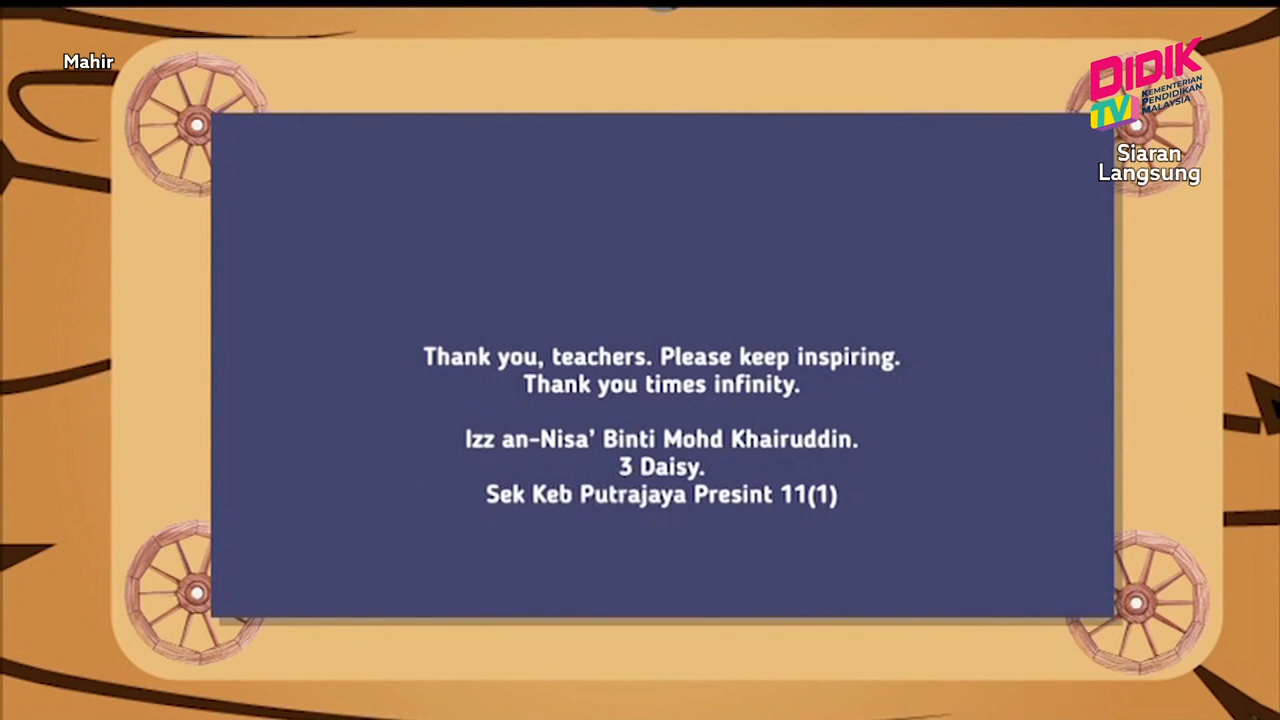 Mahir
DIDIK
TV
KEMENTERIAN
PENDIDIKAN
MALAYSIA
Siaran
Langsung
Thank you, teachers. Please keep inspiring.
Thank you times infinity.
Izz an-Nisa’ Binti Mohd Khairuddin.
3 Daisy.
Sek Keb Putrajaya Presint 11(1)